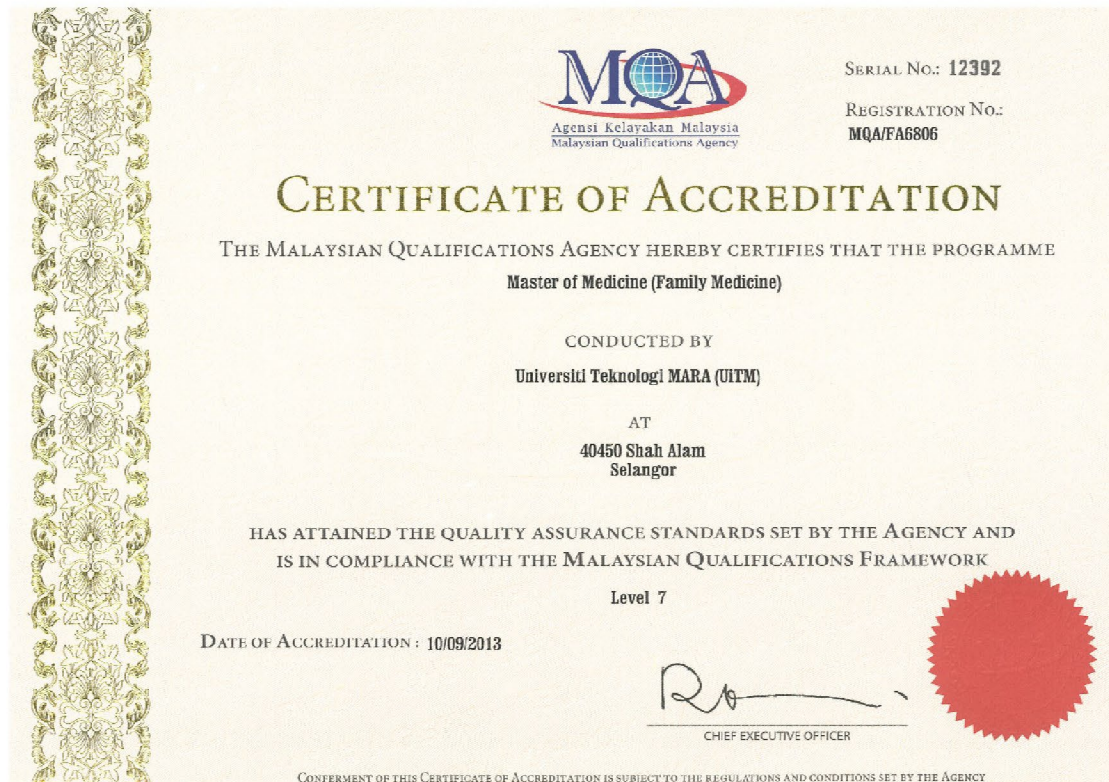 MQA
Agensi Kelayakan Malaysia
Malaysian Qualifications Agency
SERIAL NO.: 12392
REGISTRATION NO.:
MQA/FA6806
CERTIFICATE OF ACCREDITATION
THE MALAYSIAN QUALIFICATIONS AGENCY HEREBY CERTIFIES THAT THE PROGRAMME
Master of Medicine (Family Medicine)
CONDUCTED BY
Universiti Teknologi MARA (UiTM)
AT
40450 Shah Alam
Selangor
HAS ATTAINED THE QUALITY ASSURANCE STANDARDS SET BY THE AGENCY AND
IS IN COMPLIANCE WITH THE MALAYSIAN QUALIFICATIONS FRAMEWORK
Level 7
DATE OF ACCREDITATION : 10/09/2013
CHIEF EXECUTIVE OFFICER
CONFERMENT OF THIS CERTIFICATE OF ACCREDITATION IS SUBJECT TO THE REGULATIONS AND CONDITIONS SET BY THE AGENCY